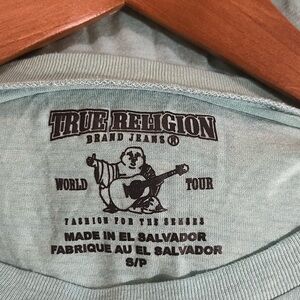 TRUE RELIGION
BRAND JEANS®
WORLD TOUR
FASHION FOR THE SENSES
MADE IN EL SALVADOR
FABRIQUE AU EL SALVADOR
S/P